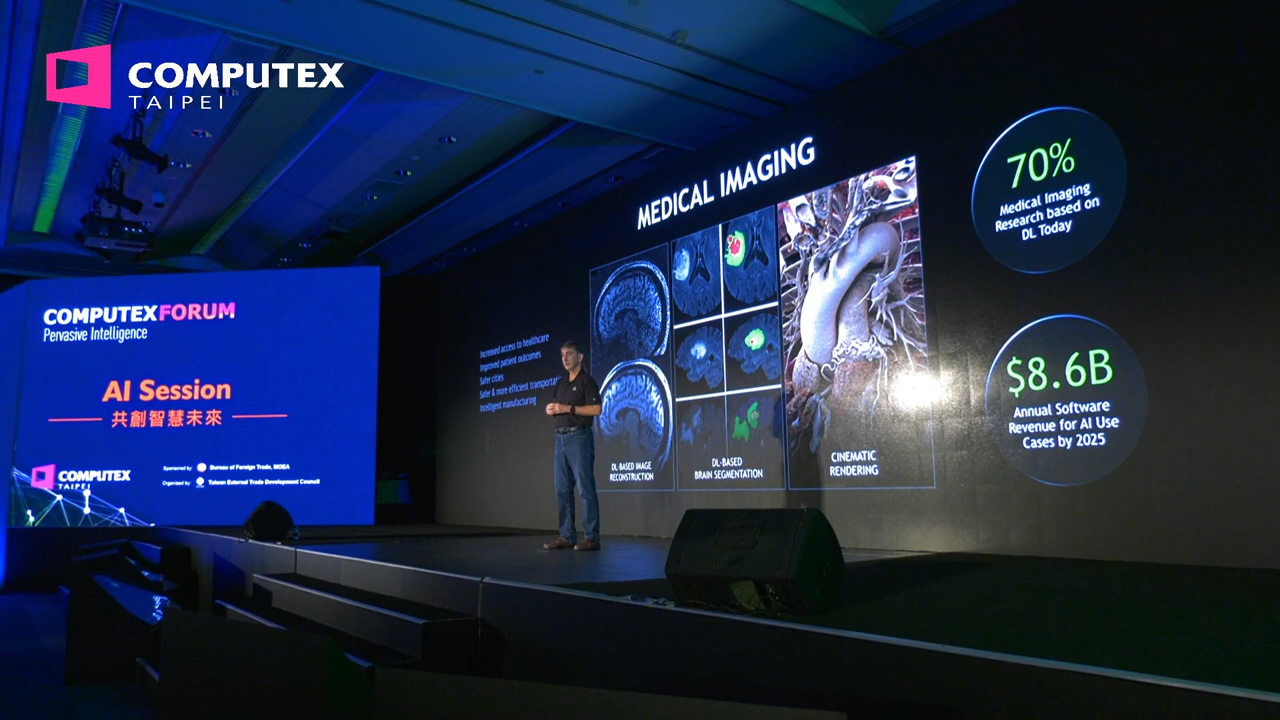 COMPUTEX
TAIPEI
COMPUTEXFORUM
Pervasive Intelligence
AI Session
共創智慧未來
COMPUTEX
TAIPEI
Sponsored by: Bureau of Foreign Trade, MOEA
Organized by: Taiwan External Trade Development Council
MEDICAL IMAGING
Increased access to healthcare
Improved patient outcomes
Safer cities
Safer & more efficient
Intelligent manufacturing
DL-BASED IMAGE
RECONSTRUCTION
DL-BASED
BRAIN SEGMENTATION
CINEMATIC
RENDERING
70%
Medical Imaging
Research based on
DL Today
$8.6B
Annual Software
Revenue for AI Use
Cases by 2025